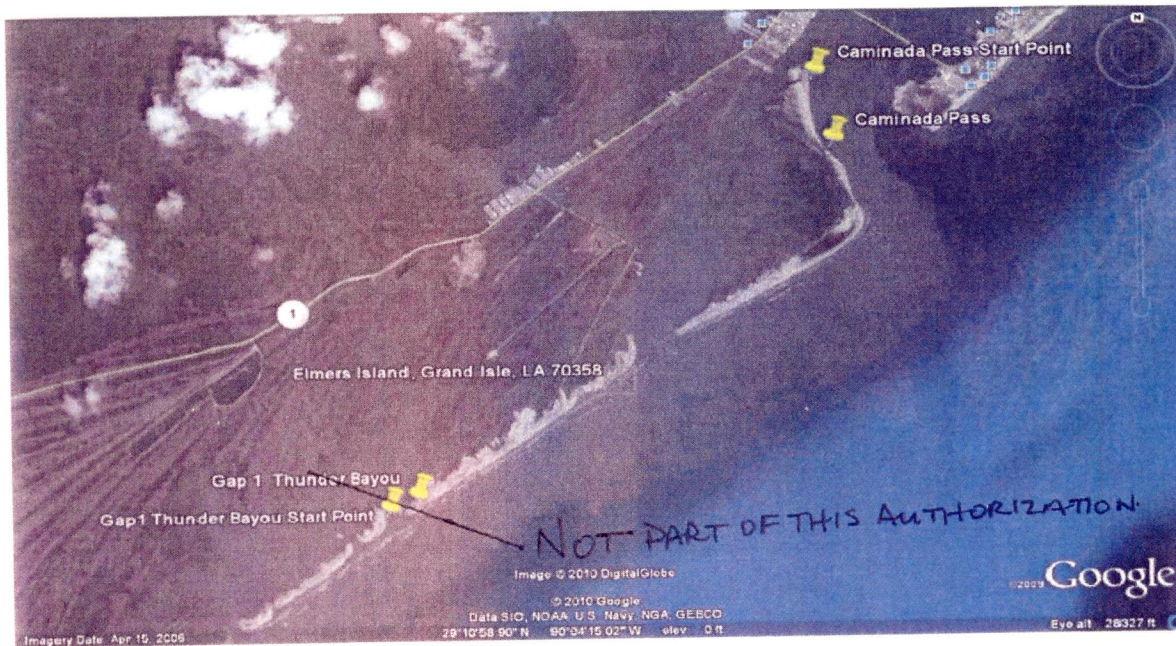 N
Caminada Pass Start Point
Caminada Pass
1
Elmers Island, Grand Isle, LA 70358
Gap 1 Thunder Bayou
Gap1 Thunder Bayou Start Point
NOT PART OF THIS AUTHORIZATION.
Image © 2010 DigitalGlobe
© 2009 Google
© 2010 Google
Data SIO, NOAA, U.S. Navy, NGA, GEBCO
Imagery Date: Apr 15, 2006
29°10'58.90" N 90°04'15.02" W elev 0 ft
Eye alt 28327 ft